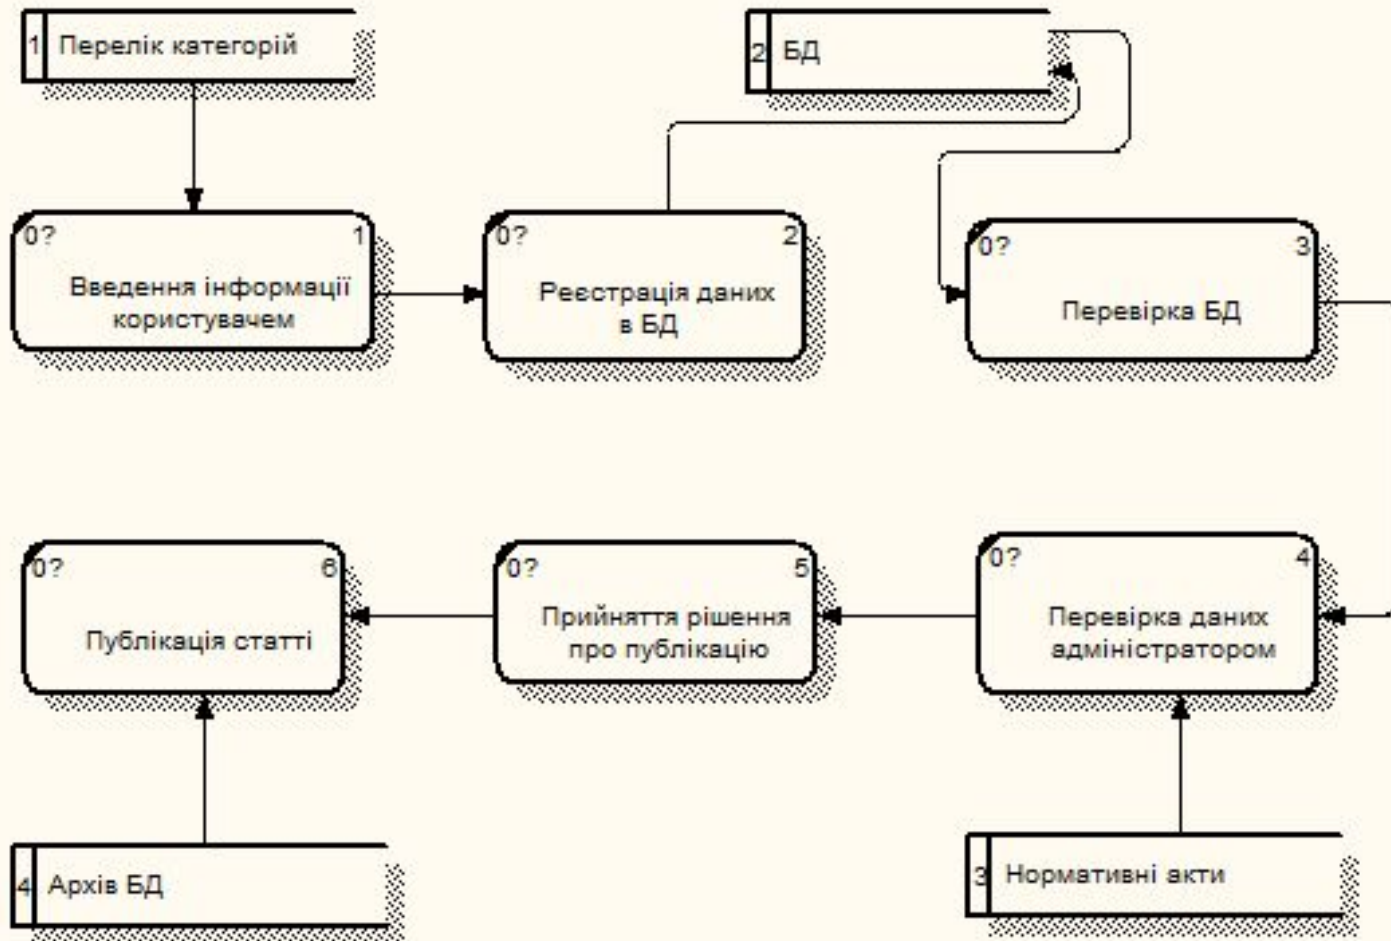 1 Перелік категорій
2 БД
0? 1
Введення інформації
користувачем
0? 2
Реєстрація даних
в БД
0? 3
Перевірка БД
0? 6
Публікація статті
0? 5
Прийняття рішення
про публікацію
0? 4
Перевірка даних
адміністратором
4 Архів БД
3 Нормативні акти